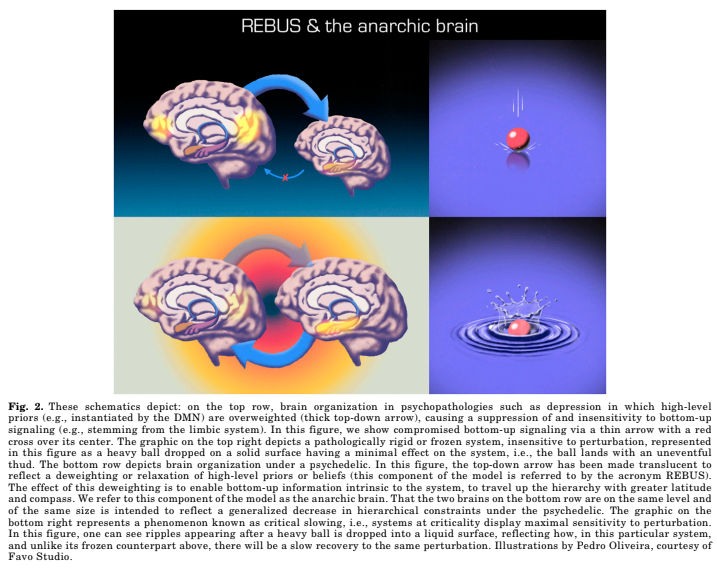 REBUS & the anarchic brain
Fig. 2. These schematics depict: on the top row, brain organization in psychopathologies such as depression in which high-level
priors (e.g., instantiated by the DMN) are overweighted (thick top-down arrow), causing a suppression of and insensitivity to bottom-up
signaling (e.g., stemming from the limbic system). In this figure, we show compromised bottom-up signaling via a thin arrow with a red
cross over its center. The graphic on the top right depicts a pathologically rigid or frozen system, insensitive to perturbation, represented
in this figure as a heavy ball dropped on a solid surface having a minimal effect on the system, i.e., the ball lands with an uneventful
thud. The bottom row depicts brain organization under a psychedelic. In this figure, the top-down arrow has been made translucent to
reflect a deweighting or relaxation of high-level priors or beliefs (this component of the model is referred to by the acronym REBUS).
The effect of this deweighting is to enable bottom-up information intrinsic to the system, to travel up the hierarchy with greater latitude
and compass. We refer to this component of the model as the anarchic brain. That the two brains on the bottom row are on the same level and
of the same size is intended to reflect a generalized decrease in hierarchical constraints under the psychedelic. The graphic on the
bottom right represents a phenomenon known as critical slowing, i.e., systems at criticality display maximal sensitivity to perturbation.
In this figure, one can see ripples appearing after a heavy ball is dropped into a liquid surface, reflecting how, in this particular system,
and unlike its frozen counterpart above, there will be a slow recovery to the same perturbation. Illustrations by Pedro Oliveira, courtesy of
Favo Studio.